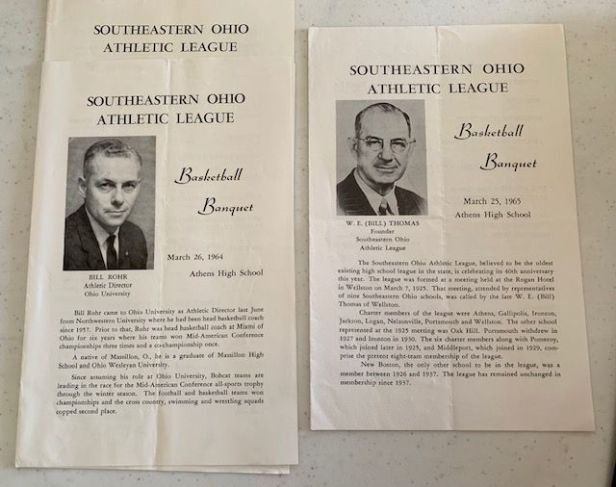 SOUTHEASTERN OHIO
ATHLETIC LEAGUE
SOUTHEASTERN OHIO
ATHLETIC LEAGUE
Basketball
Banquet
March 26, 1964
Athens High School
BILL ROHR
Athletic Director
Ohio University
Bill Rohr came to Ohio University as Athletic Director last June
from Northwestern University where he had been head basketball coach
since 1957. Prior to that, Rohr was head basketball coach at Miami of
Ohio for six years where his teams won Mid-American Conference
championships three times and a co-championship once.
A native of Massillon, O., he is a graduate of Massillon High
School and Ohio Wesleyan University.
Since assuming his role at Ohio University, Bobcat teams are
leading in the race for the Mid-American Conference all-sports trophy
through the winter season. The football and basketball teams won
championships and the cross country, swimming and wrestling squads
copped second place.
SOUTHEASTERN OHIO
ATHLETIC LEAGUE
Basketball
Banquet
March 25, 1965
Athens High School
W. E. (BILL) THOMAS
Founder
Southeastern Ohio
Athletic League
The Southeastern Ohio Athletic League, believed to be the oldest
existing high school league in the state, is celebrating its 40th anniversary
this year. The league was formed at a meeting held at the Rogan Hotel
in Wellston on March 7, 1925. That meeting, attended by representatives
of nine Southeastern Ohio schools, was called by the late W. E. (Bill)
Thomas of Wellston.
Charter members of the league were Athens, Gallipolis, Ironton,
Jackson, Logan, Nelsonville, Portsmouth and Wellston. The other school
represented at the 1925 meeting was Oak Hill. Portsmouth withdrew in
1927 and Ironton in 1930. The six charter members along with Pomeroy,
which joined later in 1925, and Middleport, which joined in 1929, com-
prise the present eight-team membership of the league.
New Boston, the only other school to be in the league, was a
member between 1926 and 1937. The league has remained unchanged in
membership since 1937.